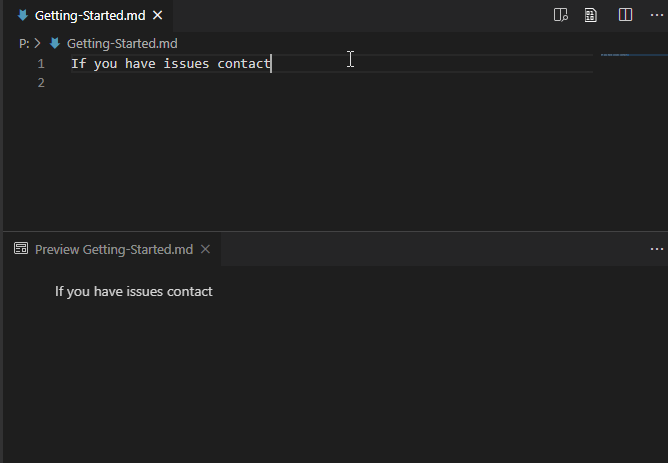 Getting-Started.md
P: > Getting-Started.md
1 If you have issues contact
2
Preview Getting-Started.md
If you have issues contact